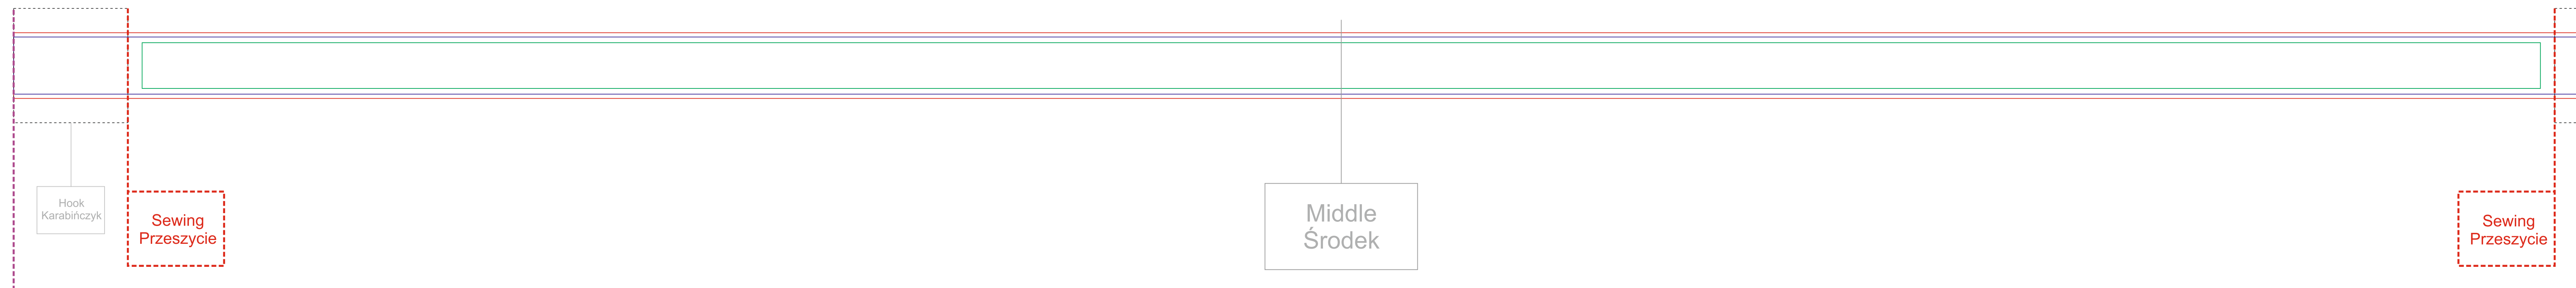 Hook
Karabińczyk
Sewing
Przeszycie
Middle
Środek
Sewing
Przeszycie